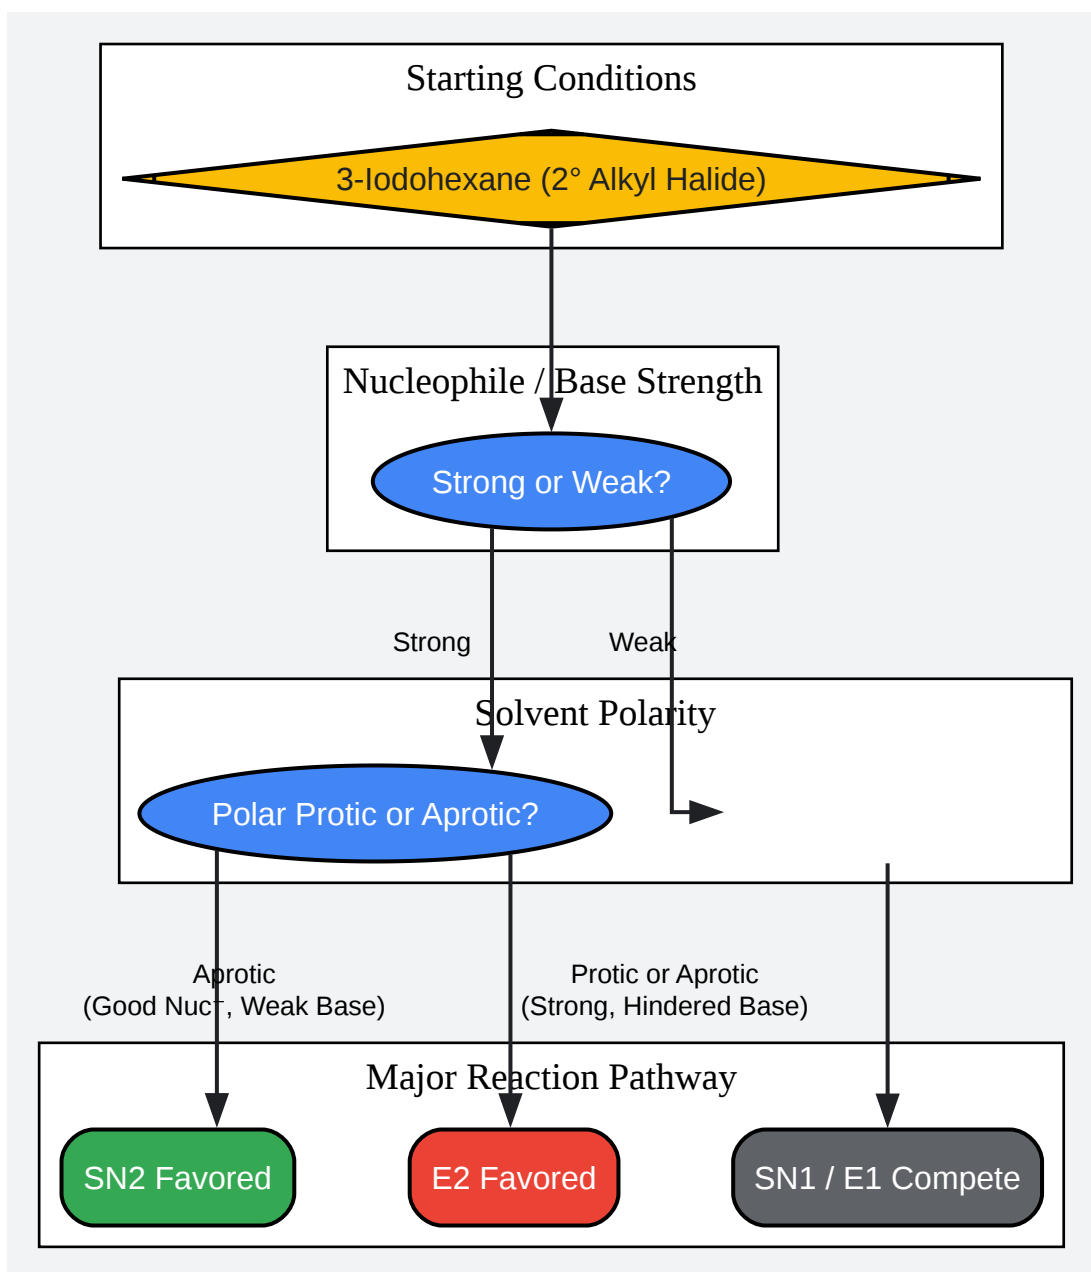 Starting Conditions
3-Iodohexane (2° Alkyl Halide)
Nucleophile / Base Strength
Strong or Weak?
Strong
Weak
Solvent Polarity
Polar Protic or Aprotic?
Aprotic
(Good Nuc⁻, Weak Base)
Protic or Aprotic
(Strong, Hindered Base)
Major Reaction Pathway
SN2 Favored
E2 Favored
SN1 / E1 Compete